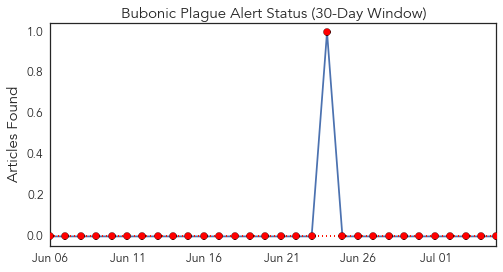 Bubonic Plague Alert Status (30-Day Window)
Articles Found
1.0
0.8
0.6
0.4
0.2
0.0
Jun 06 Jun 11 Jun 16 Jun 21 Jun 26 Jul 01